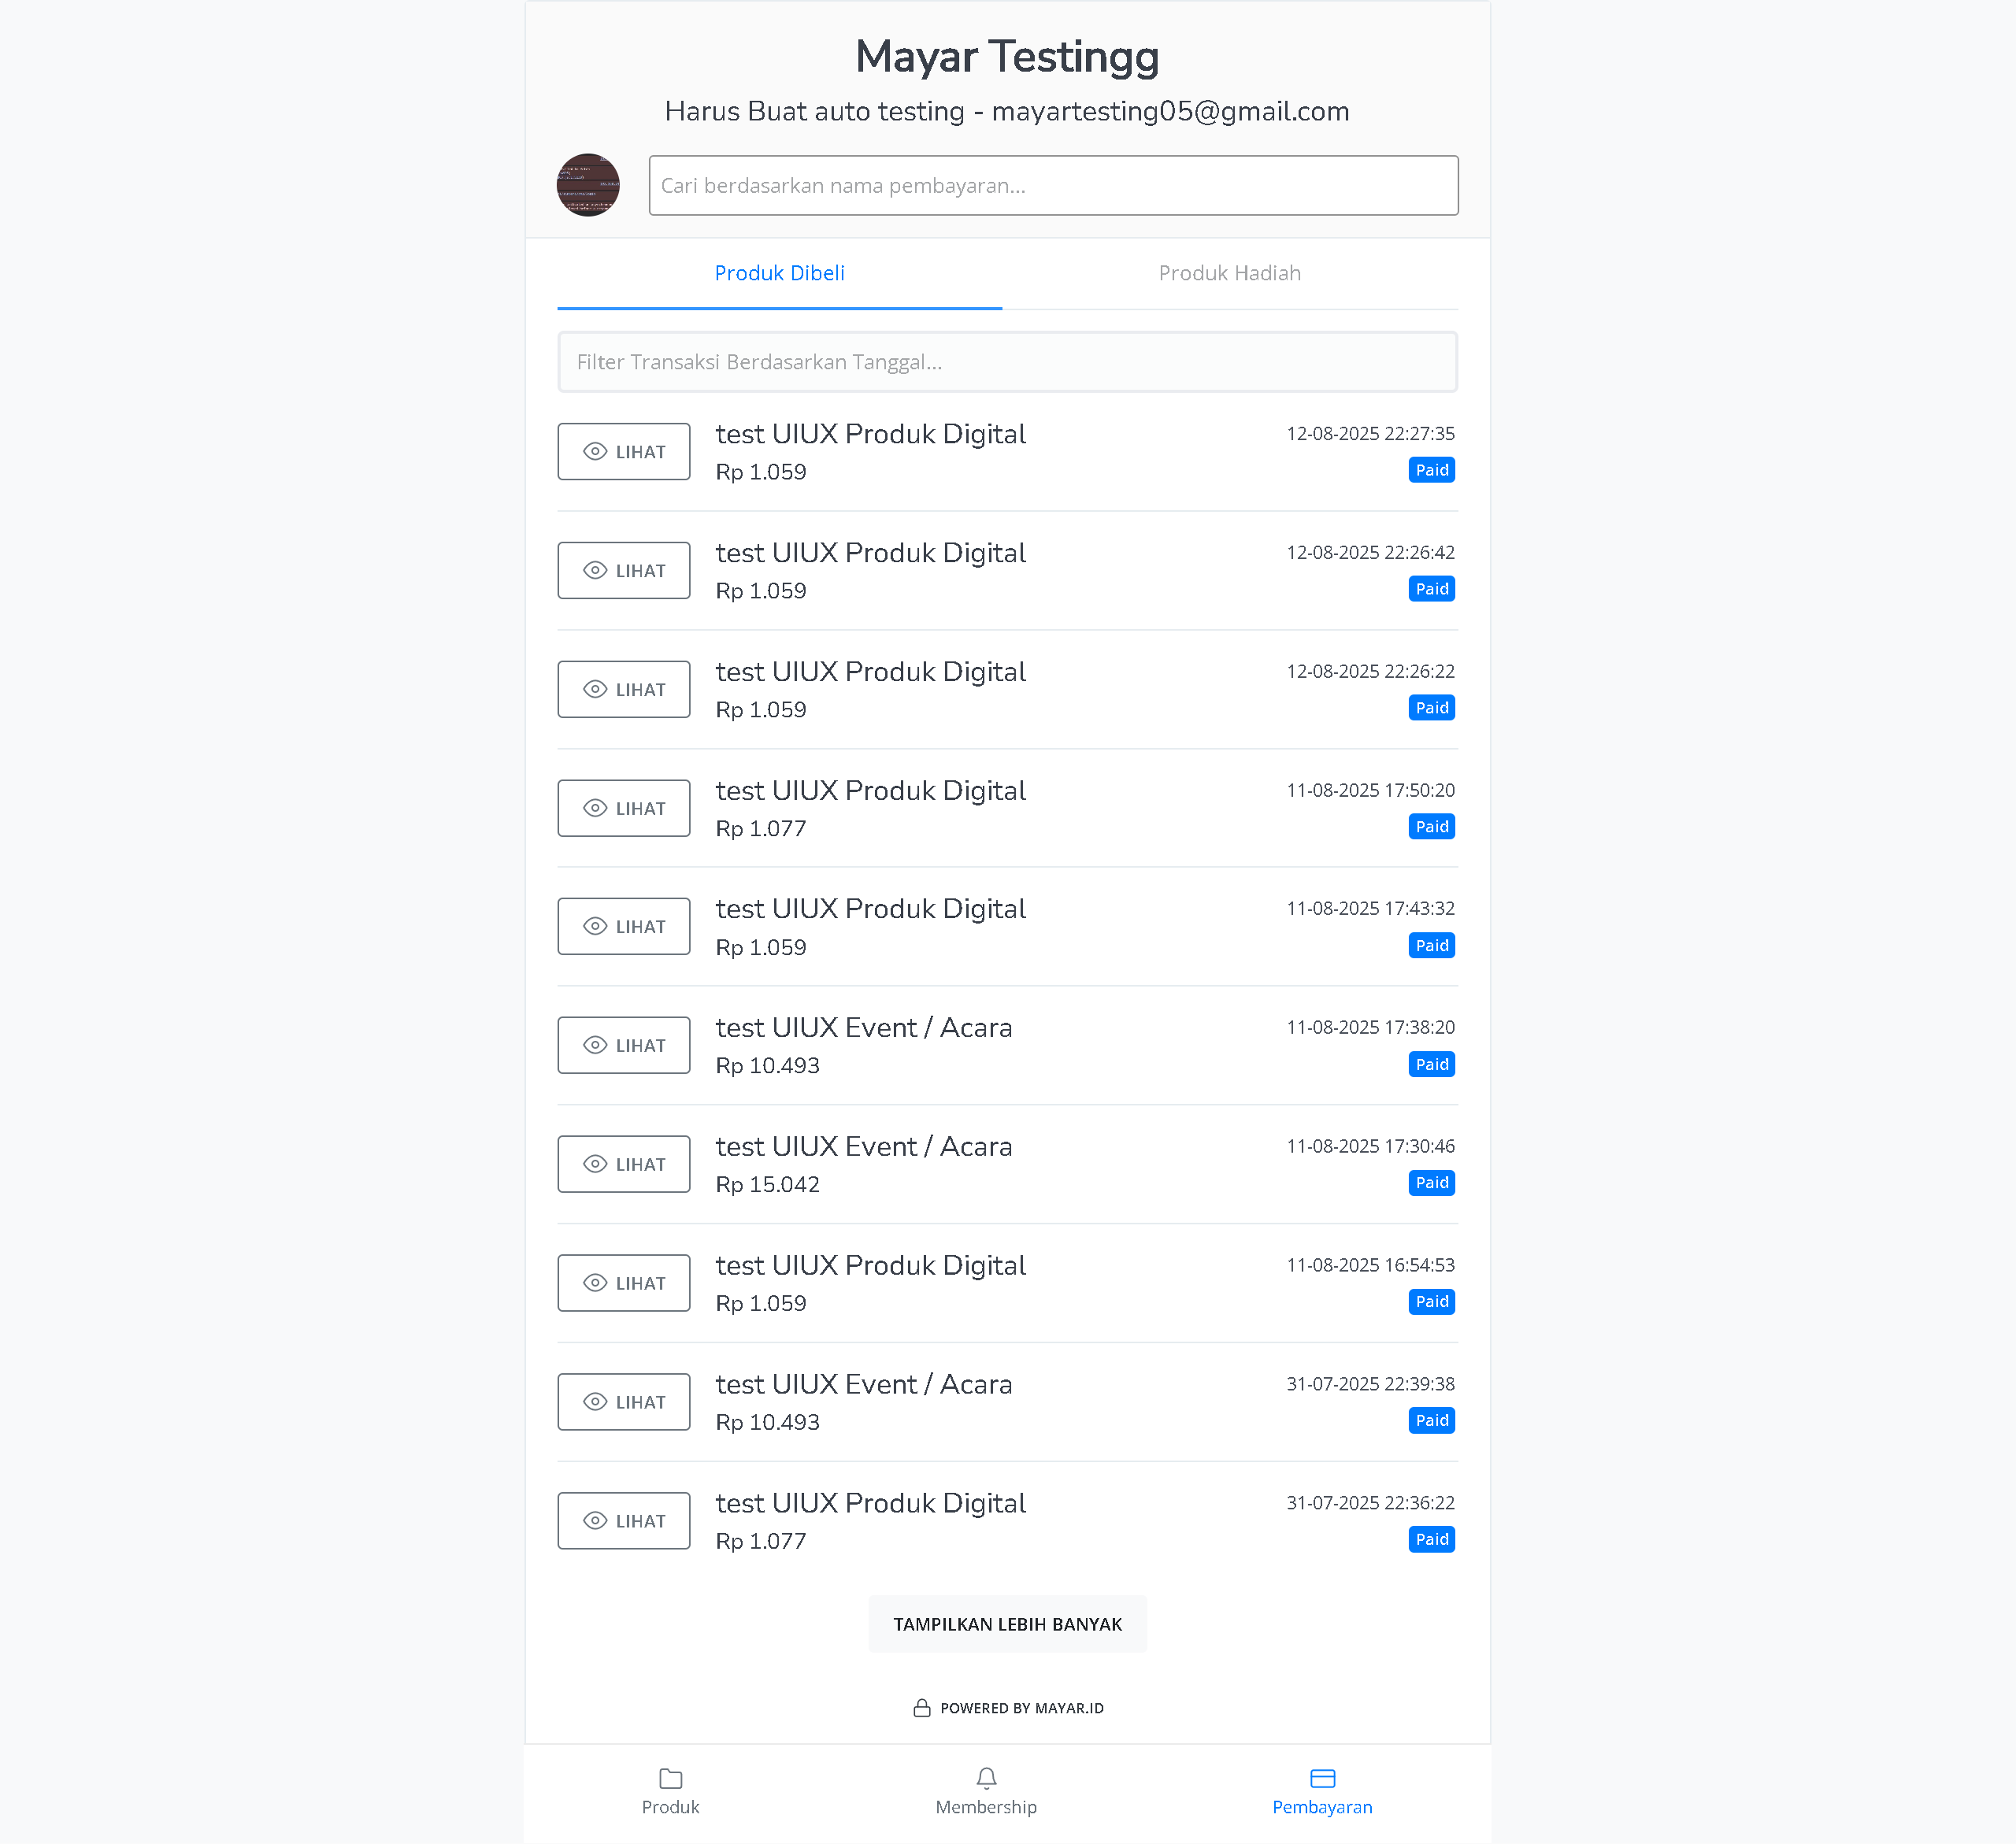 Mayar Testingg
Harus Buat auto testing - mayartesting05@gmail.com
Cari berdasarkan nama pembayaran...
Produk Dibeli
Produk Hadiah
Filter Transaksi Berdasarkan Tanggal...
LIHAT
test UIUX Produk Digital
12-08-2025 22:27:35
Rp 1.059
Paid
LIHAT
test UIUX Produk Digital
12-08-2025 22:26:42
Rp 1.059
Paid
LIHAT
test UIUX Produk Digital
12-08-2025 22:26:22
Rp 1.059
Paid
LIHAT
test UIUX Produk Digital
11-08-2025 17:50:20
Rp 1.077
Paid
LIHAT
test UIUX Produk Digital
11-08-2025 17:43:32
Rp 1.059
Paid
LIHAT
test UIUX Event / Acara
11-08-2025 17:38:20
Rp 10.493
Paid
LIHAT
test UIUX Event / Acara
11-08-2025 17:30:46
Rp 15.042
Paid
LIHAT
test UIUX Produk Digital
11-08-2025 16:54:53
Rp 1.059
Paid
LIHAT
test UIUX Event / Acara
31-07-2025 22:39:38
Rp 10.493
Paid
LIHAT
test UIUX Produk Digital
31-07-2025 22:36:22
Rp 1.077
Paid
TAMPILKAN LEBIH BANYAK
POWERED BY MAYAR.ID
Produk
Membership
Pembayaran